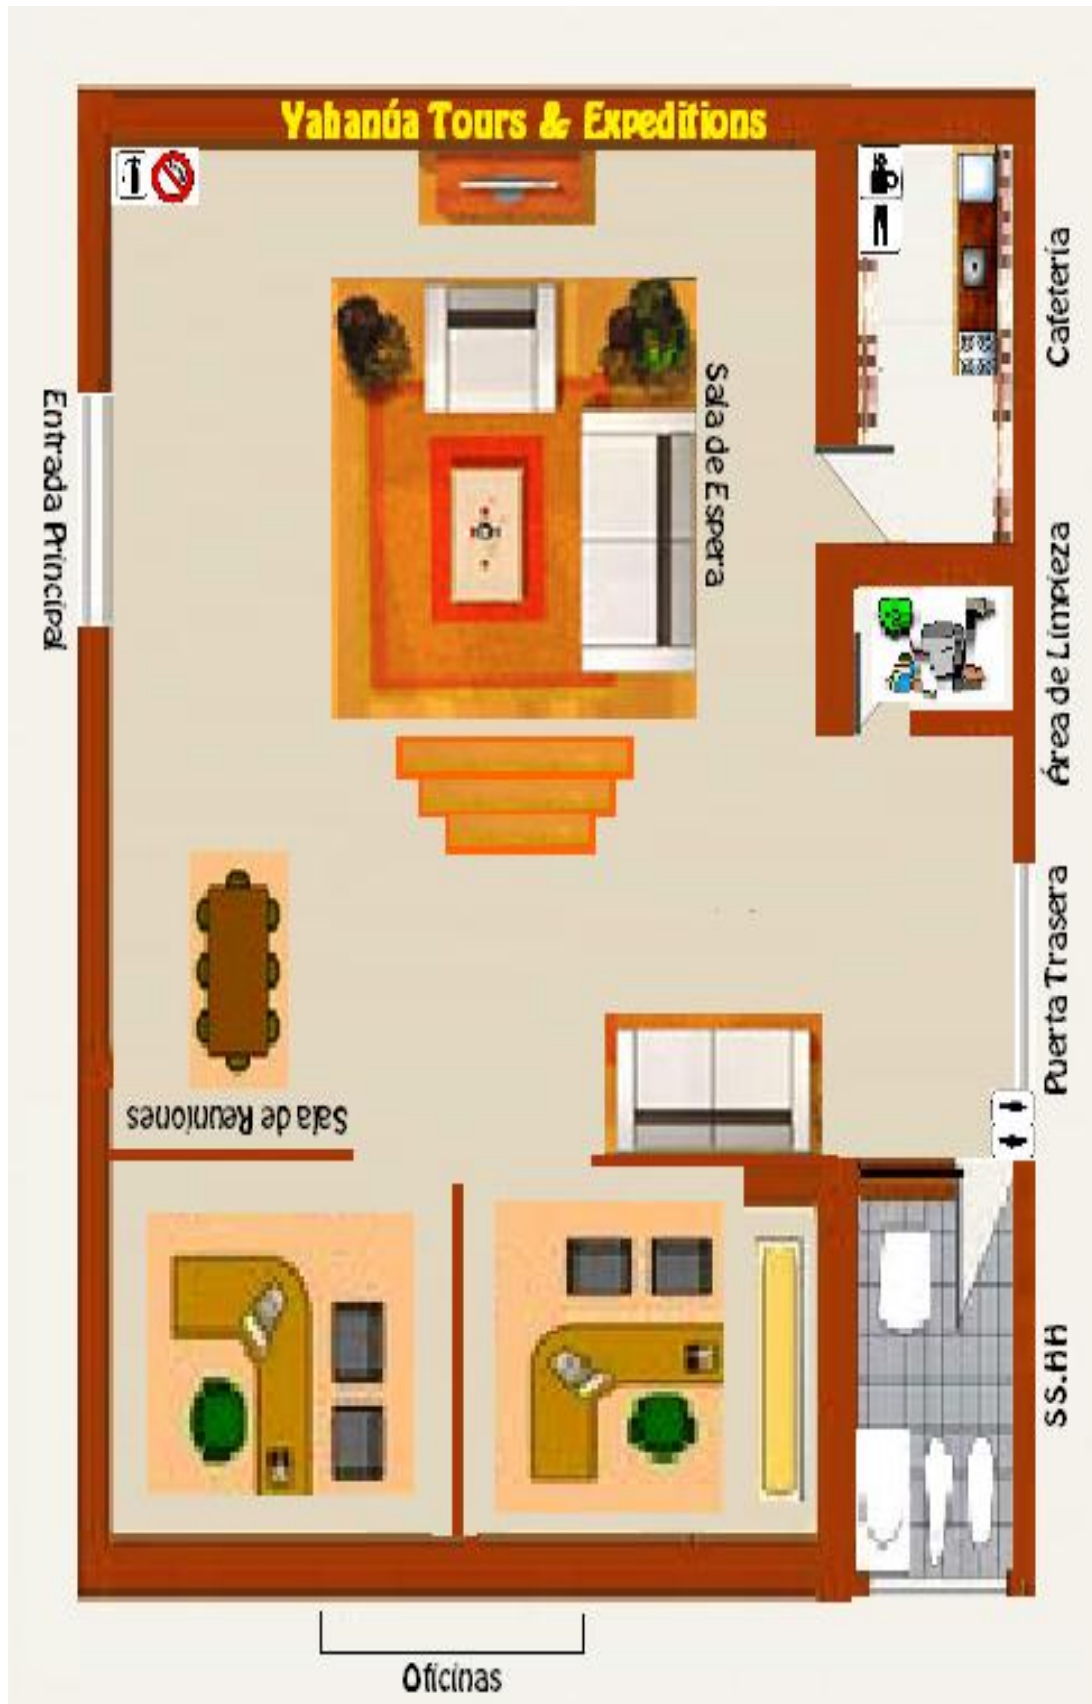 Yahanúa Tours & Expeditions
Cafetería
Entrada Principal
Sala de Espera
Área de Limpieza
Puerta Trasera
Sala de Reuniones
SS.HH
Oficinas